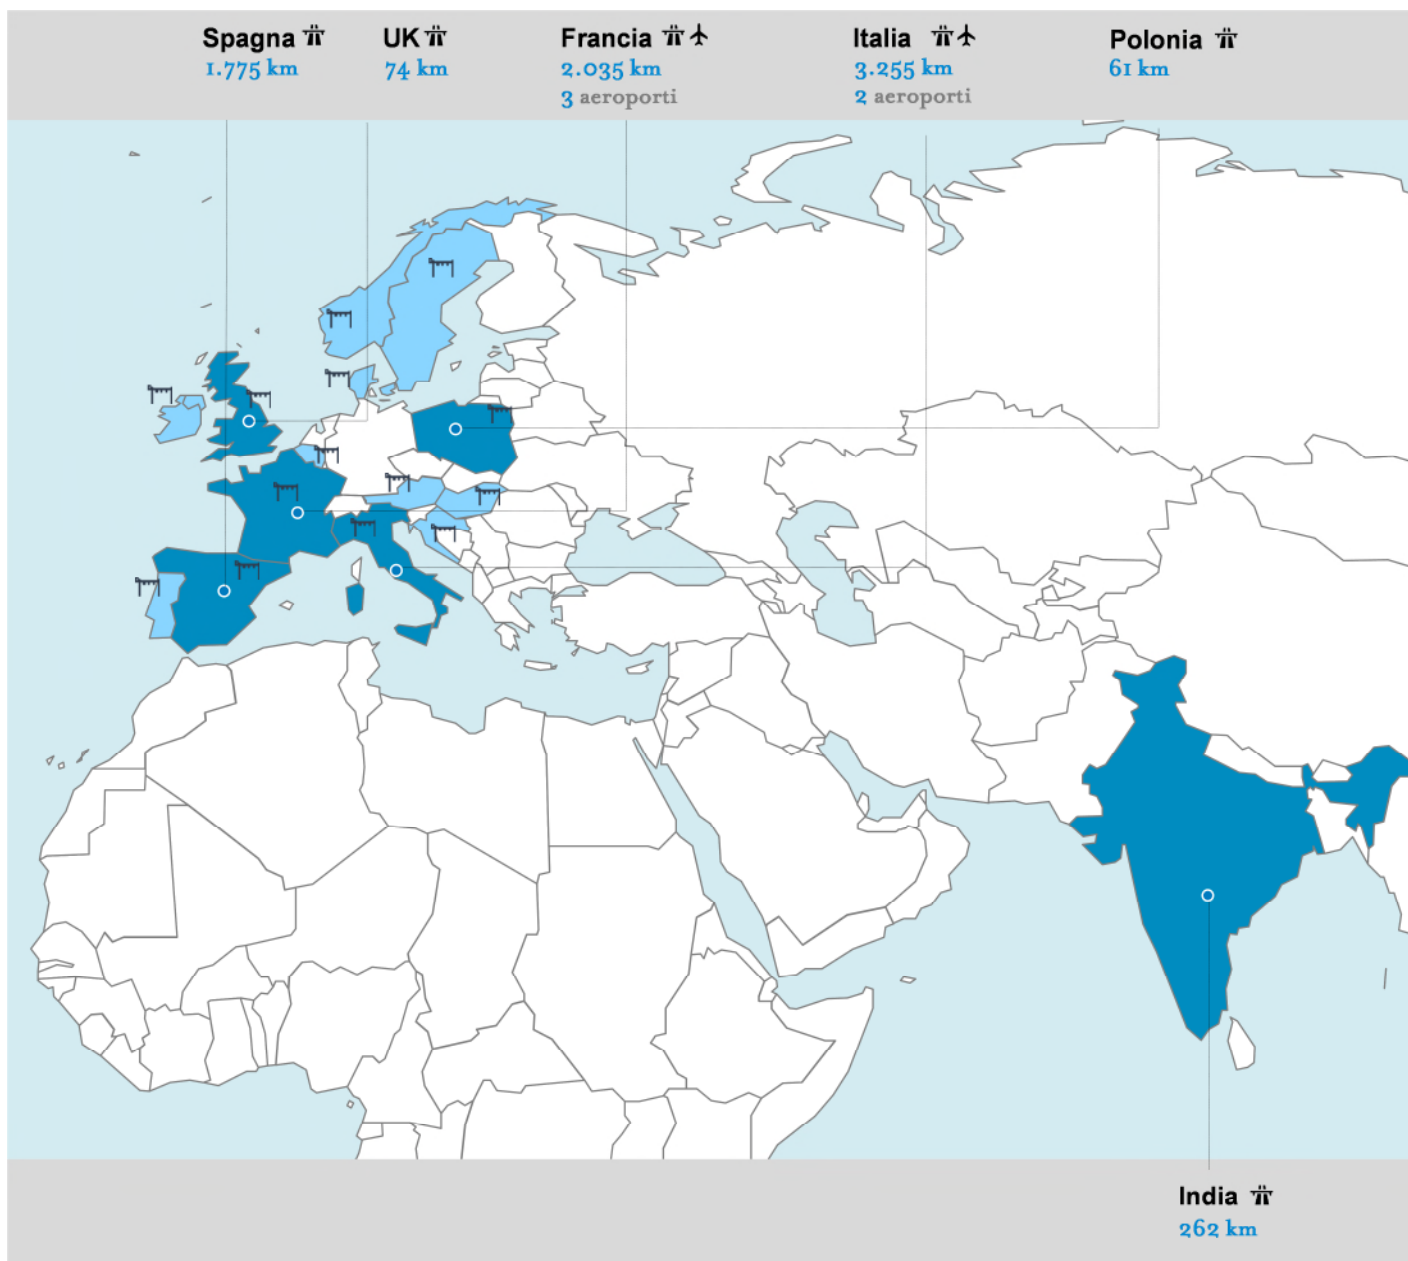 Spagna
1.775 km
UK
74 km
Francia
2.035 km
3 aeroporti
Italia
3.255 km
2 aeroporti
Polonia
61 km
India
262 km